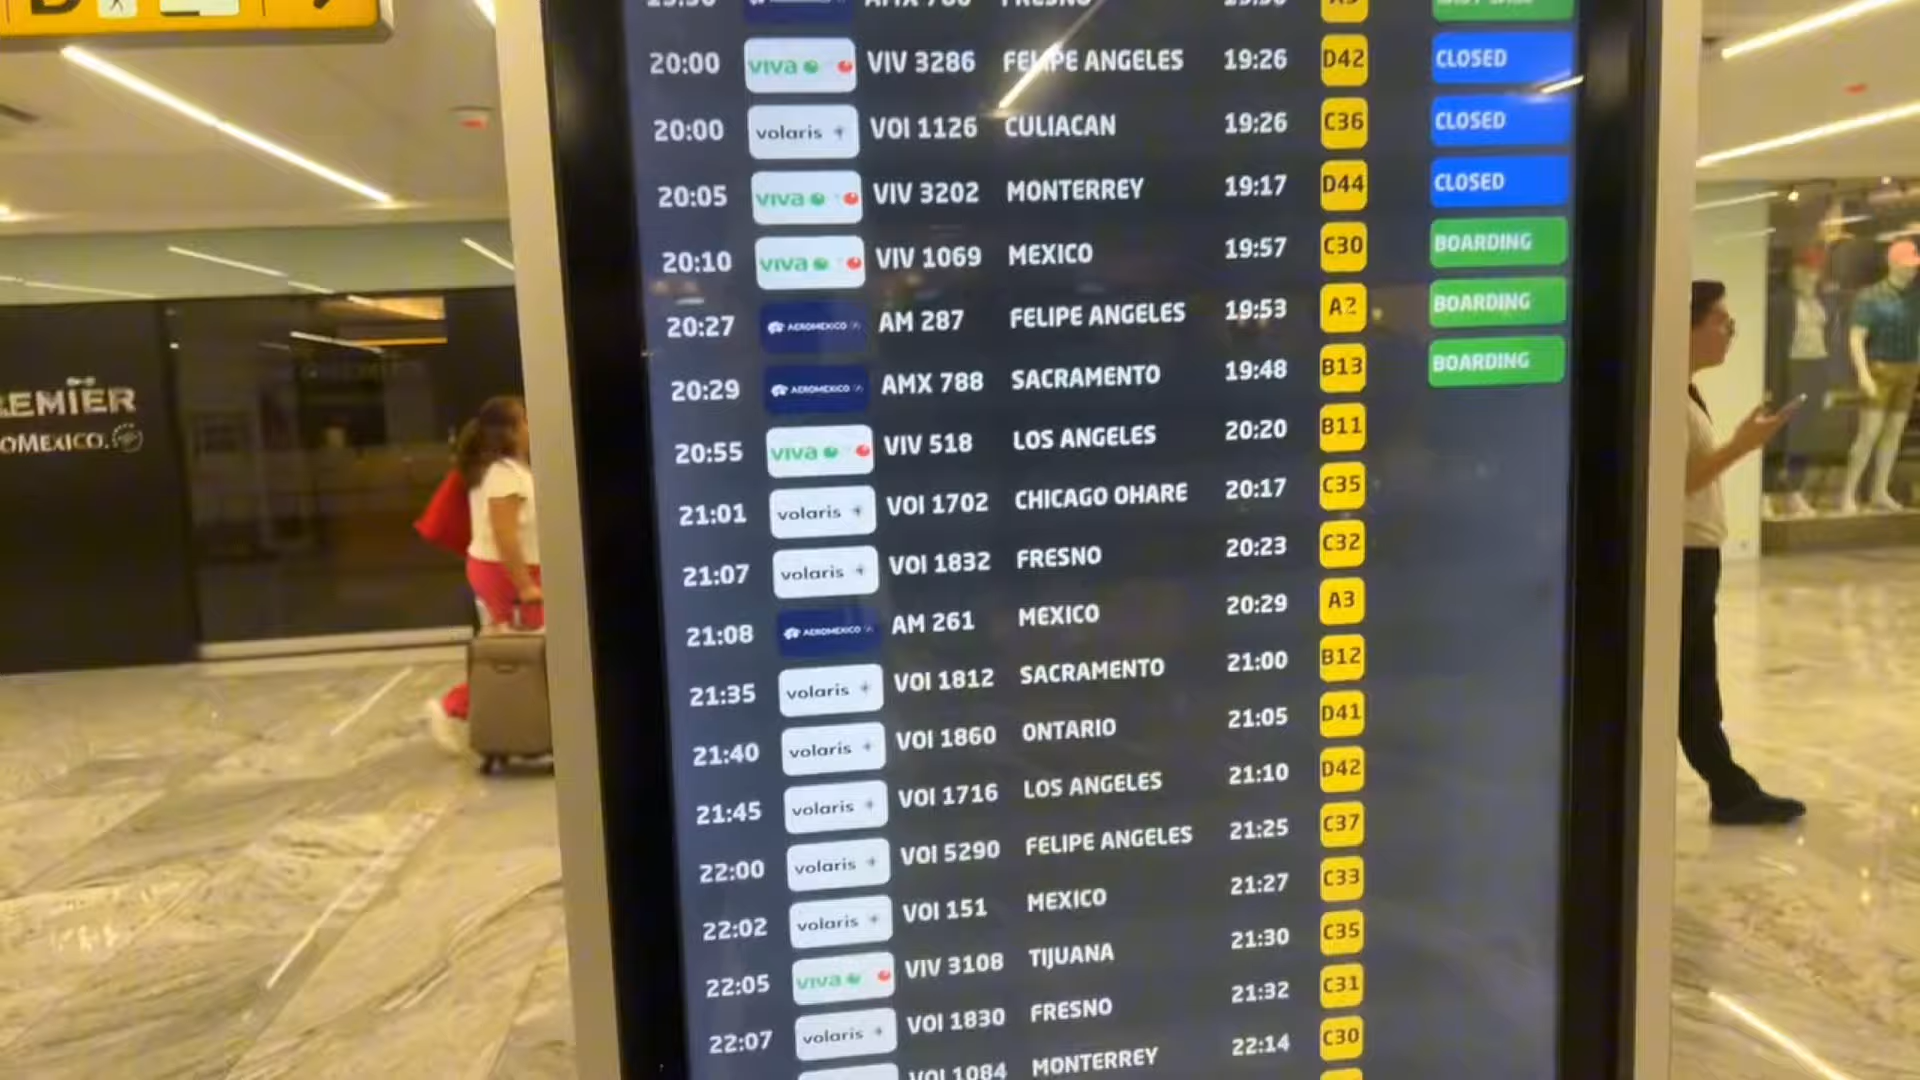 FRESNO
20:00 viva VIV 3286 FELIPE ANGELES 19:26 D42 CLOSED
20:00 volaris VOI 1126 CULIACAN 19:26 C36 CLOSED
20:05 viva VIV 3202 MONTERREY 19:17 D44 CLOSED
20:10 viva VIV 1069 MEXICO 19:57 C30 BOARDING
20:27 AEROMEXICO AM 287 FELIPE ANGELES 19:53 A2 BOARDING
20:29 AEROMEXICO AMX 788 SACRAMENTO 19:48 B13 BOARDING
20:55 viva VIV 518 LOS ANGELES 20:20 B11
21:01 volaris VOI 1702 CHICAGO OHARE 20:17 C35
21:07 volaris VOI 1832 FRESNO 20:23 C32
21:08 AEROMEXICO AM 261 MEXICO 20:29 A3
21:35 volaris VOI 1812 SACRAMENTO 21:00 B12
21:40 volaris VOI 1860 ONTARIO 21:05 D41
21:45 volaris VOI 1716 LOS ANGELES 21:10 D42
22:00 volaris VOI 5290 FELIPE ANGELES 21:25 C37
22:02 volaris VOI 151 MEXICO 21:27 C33
22:05 viva VIV 3108 TIJUANA 21:30 C35
22:07 volaris VOI 1830 FRESNO 21:32 C31
VOI 1084 MONTERREY 22:14 C30
REMIER
OMEXICO.